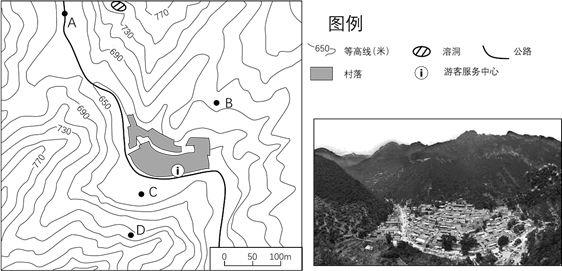 图例
650 等高线(米)
溶洞
公路
村落
i 游客服务中心
A
770
730
690
650
690
730
770
B
i
C
D
0 50 100m